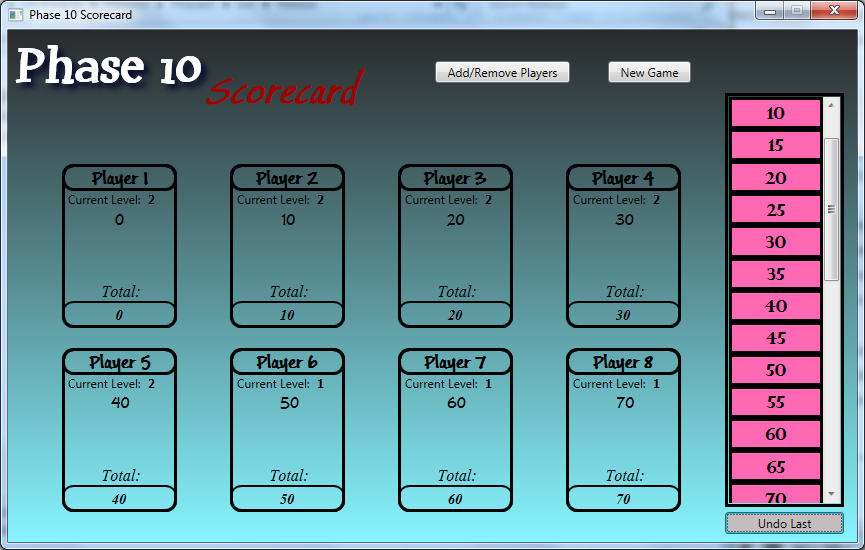 Phase 10 Scorecard
Phase 10
Scorecard
Add/Remove Players
New Game
Player 1
Current Level: 2
0
Total:
0
Player 2
Current Level: 2
10
Total:
10
Player 3
Current Level: 2
20
Total:
20
Player 4
Current Level: 2
30
Total:
30
Player 5
Current Level: 2
40
Total:
40
Player 6
Current Level: 1
50
Total:
50
Player 7
Current Level: 1
60
Total:
60
Player 8
Current Level: 1
70
Total:
70
10
15
20
25
30
35
40
45
50
55
60
65
70
Undo Last